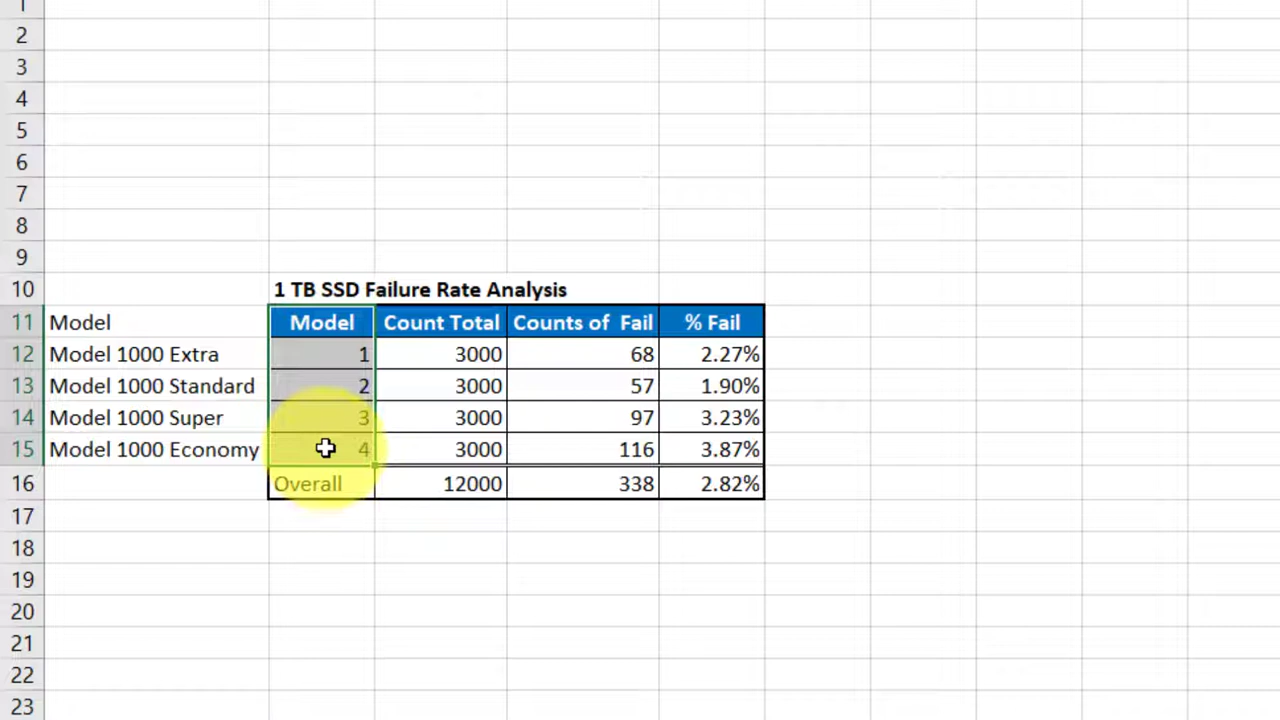 1
2
3
4
5
6
7
8
9
10 1 TB SSD Failure Rate Analysis
11 Model Model Count Total Counts of Fail % Fail
12 Model 1000 Extra 1 3000 68 2.27%
13 Model 1000 Standard 2 3000 57 1.90%
14 Model 1000 Super 3 3000 97 3.23%
15 Model 1000 Economy 4 3000 116 3.87%
16 Overall 12000 338 2.82%
17
18
19
20
21
22
23